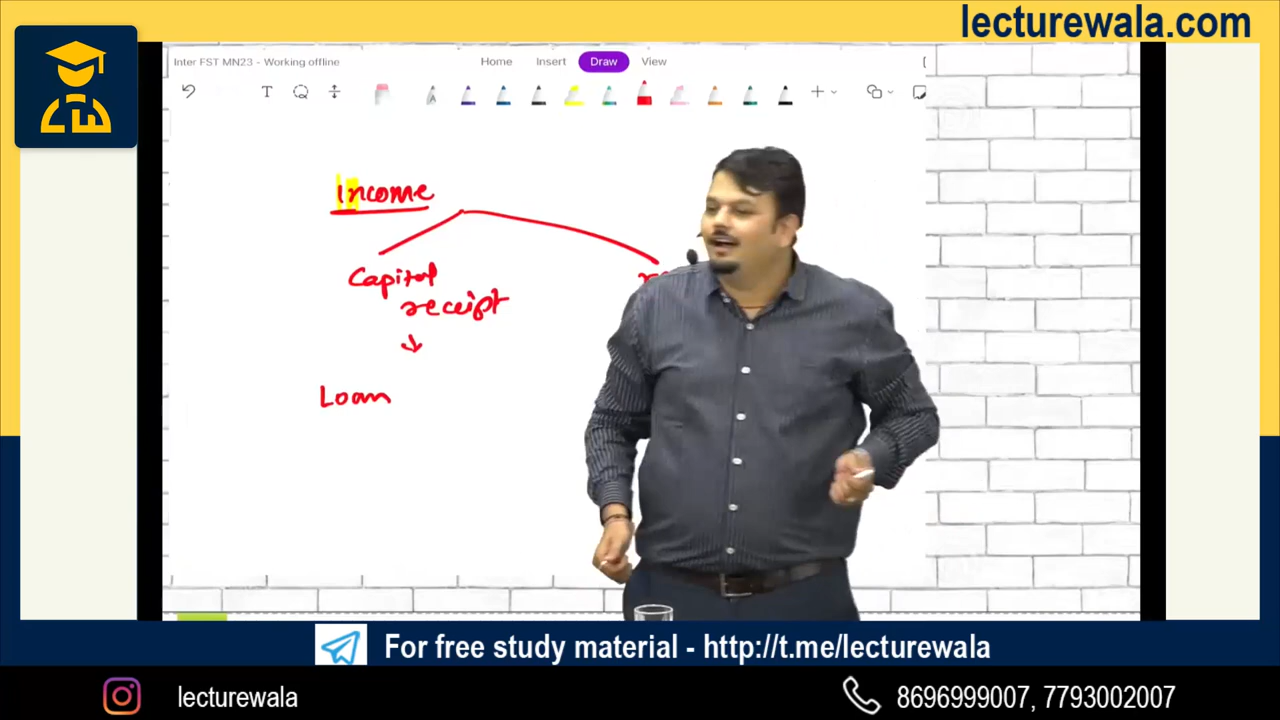 lecturewala.com
Inter FST MN23 - Working offline
Home Insert Draw View
T
A
Income
Capital
receipt
Loan
For free study material - http://t.me/lecturewala
lecturewala
8696999007, 7793002007